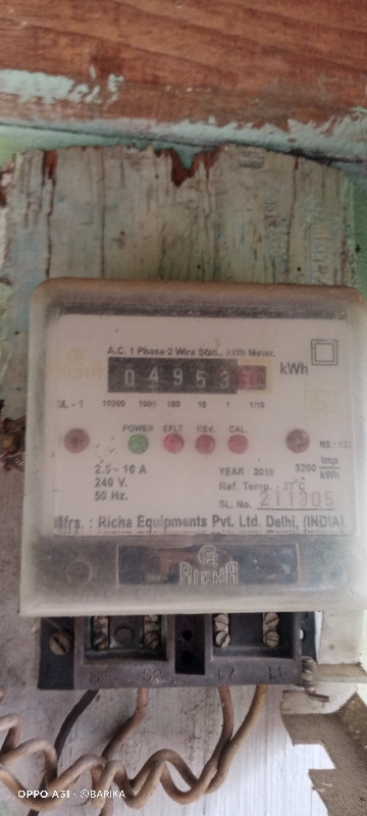 A.C. 1 Phase 2 Wire Static kWh Meter.
04953
kWh
10000 1000 100 10 1 1/10
POWER EFLT REV. CAL.
2.5 - 10 A
240 V.
50 Hz.
YEAR : 2010 3200 Imp/kWh
Ref. Temp. - 27°C
SL. No. 211306
Mfrs. : Richa Equipments Pvt. Ltd. Delhi, (INDIA)
RICHA
OPPO A31 · ©BARIKA